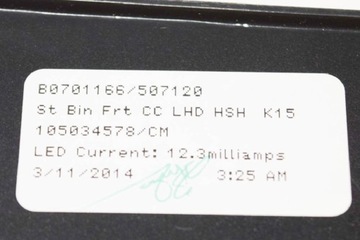 B0701166/507120
St Bin Frt CC LHD HSH K15
105034578/CM
LED Current: 12.3milliamps
3/11/2014 3:25 AM